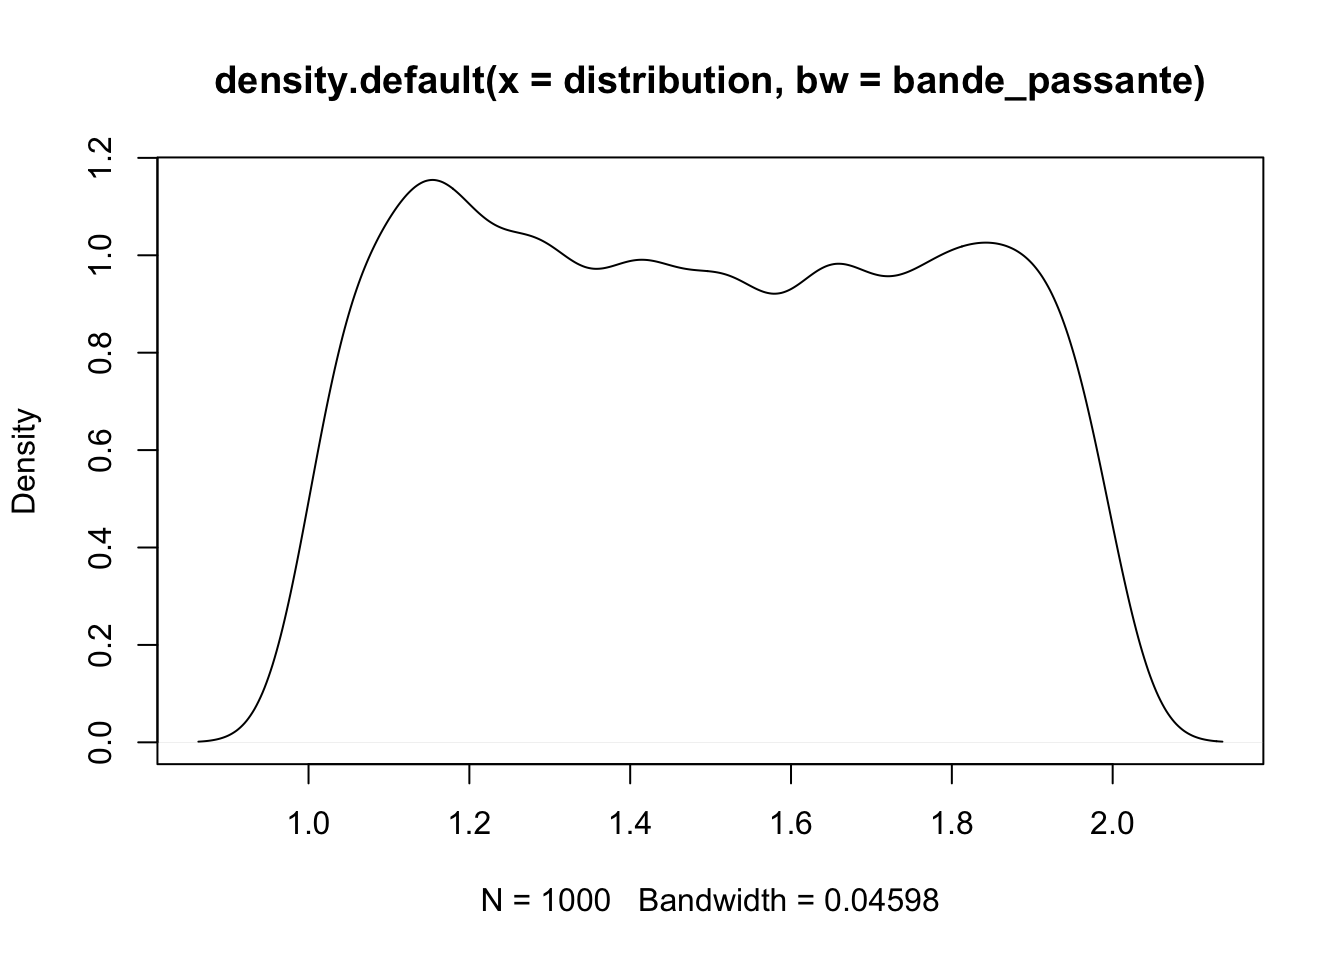 density.default(x = distribution, bw = bande_passante)
1.2
1.0
0.8
0.6
0.4
0.2
0.0
Density
1.0 1.2 1.4 1.6 1.8 2.0
N = 1000 Bandwidth = 0.04598